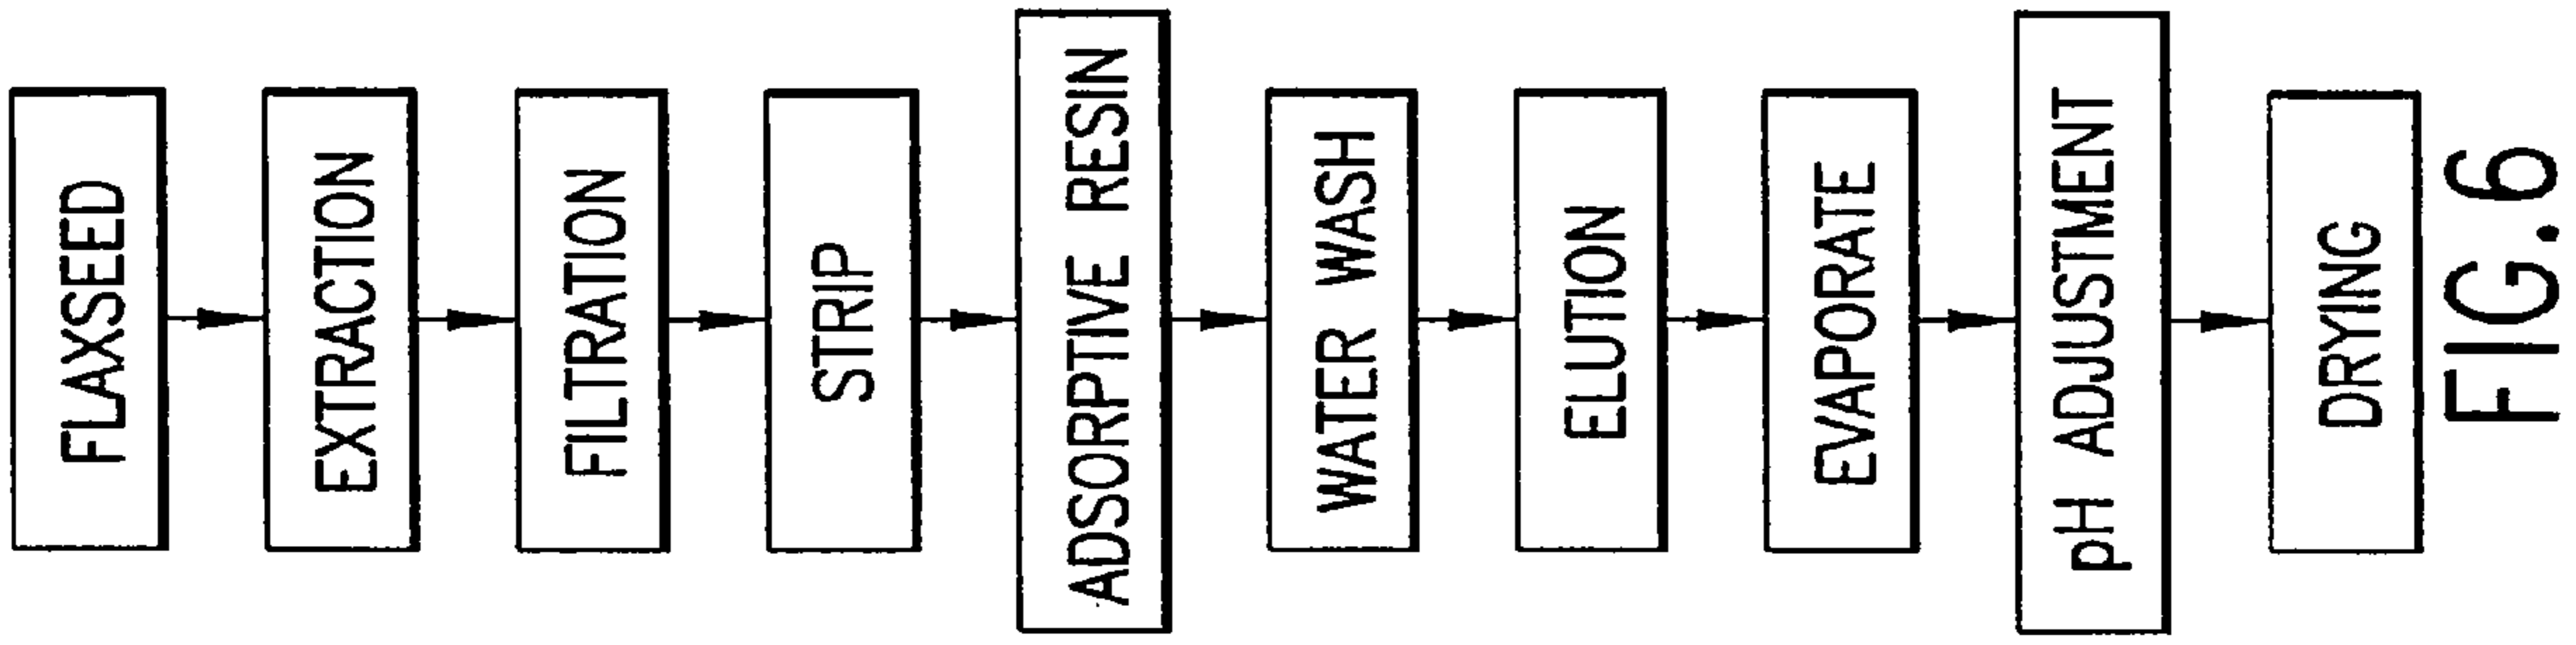 FLAXSEED
EXTRACTION
FILTRATION
STRIP
ADSORPTIVE RESIN
WATER WASH
ELUTION
EVAPORATE
pH ADJUSTMENT
DRYING
FIG.6